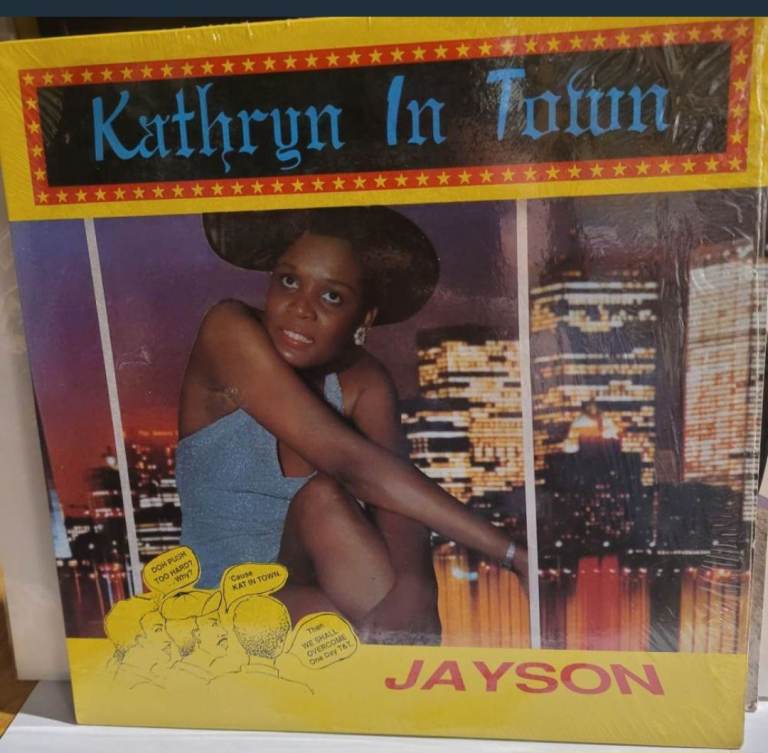 Kathryn In Town
DOH PUSH
TOO HARD?
Why?
'Cause
KAT IN TOWN.
Then
WE SHALL
OVERCOME
One Day T&T.
JAYSON